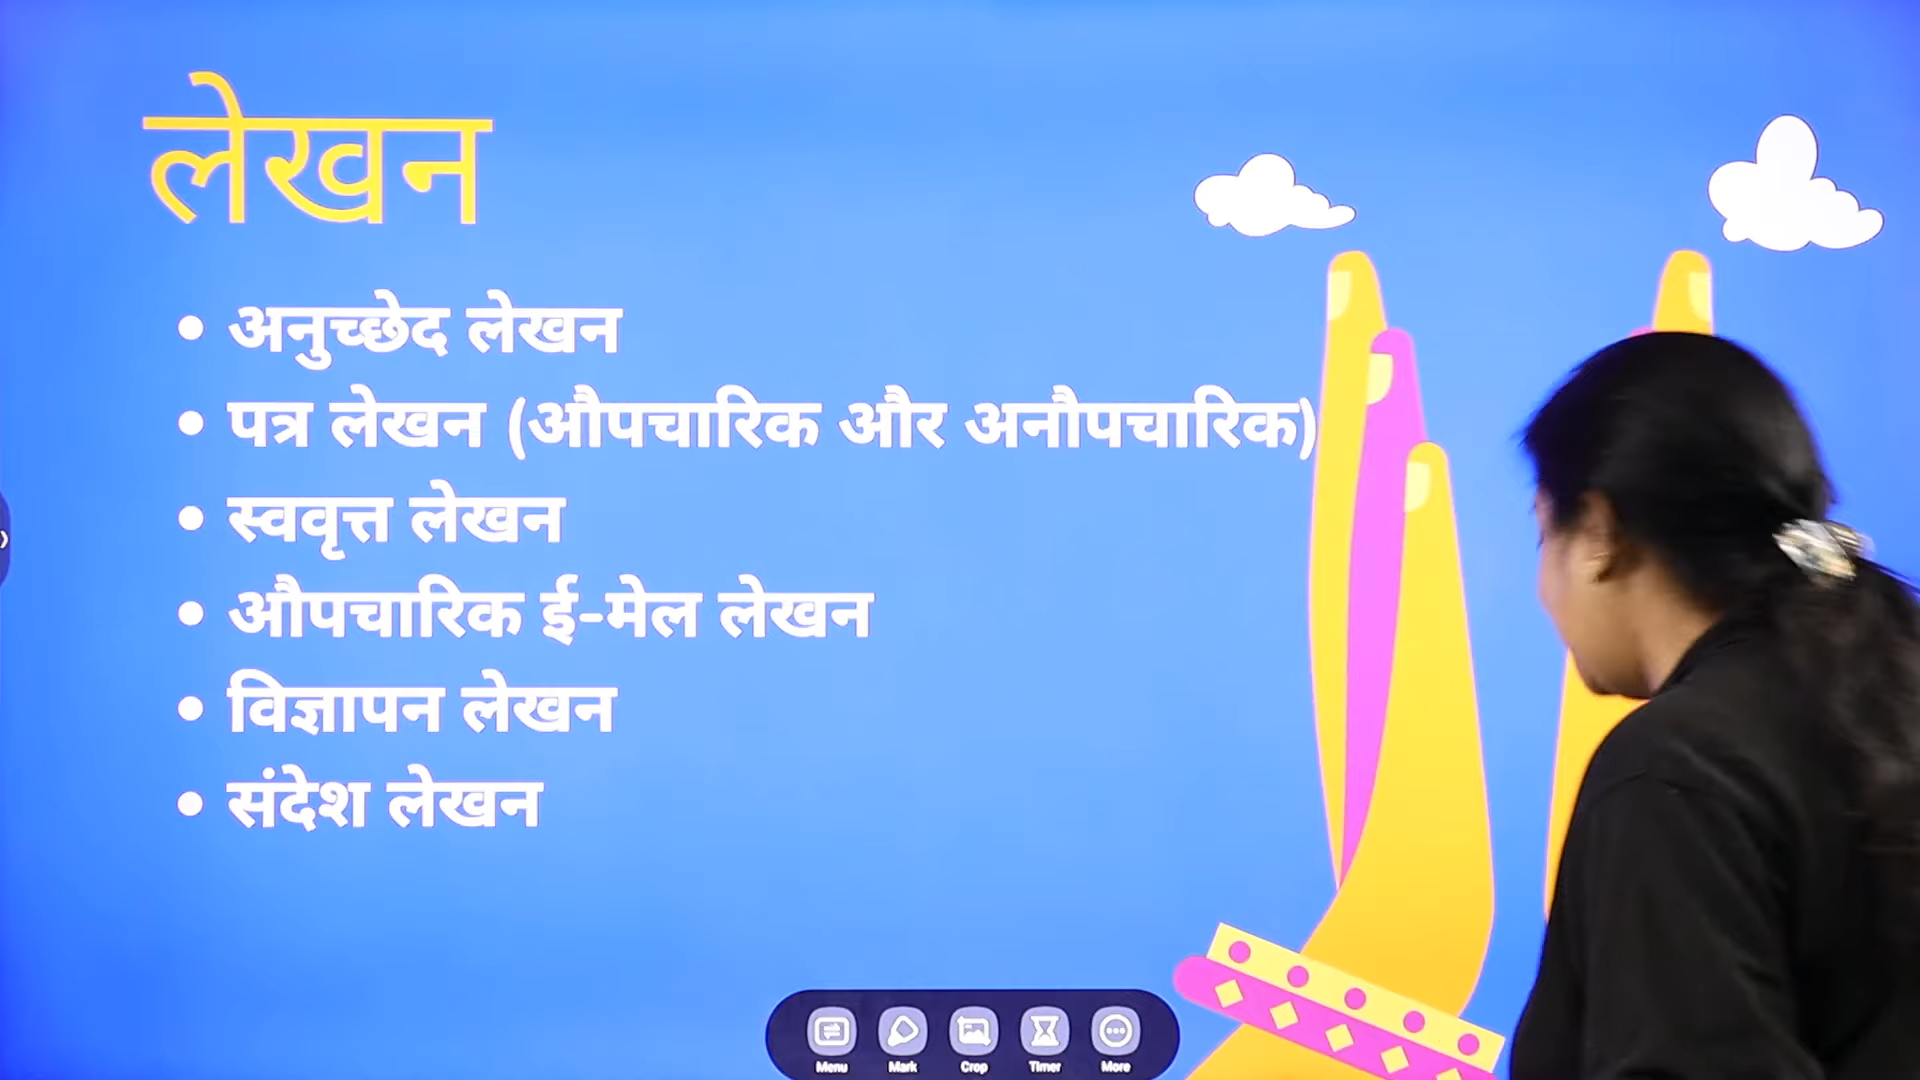 लेखन
• अनुच्छेद लेखन
• पत्र लेखन (औपचारिक और अनौपचारिक)
• स्ववृत्त लेखन
• औपचारिक ई-मेल लेखन
• विज्ञापन लेखन
• संदेश लेखन
Menu Mark Crop Timer More